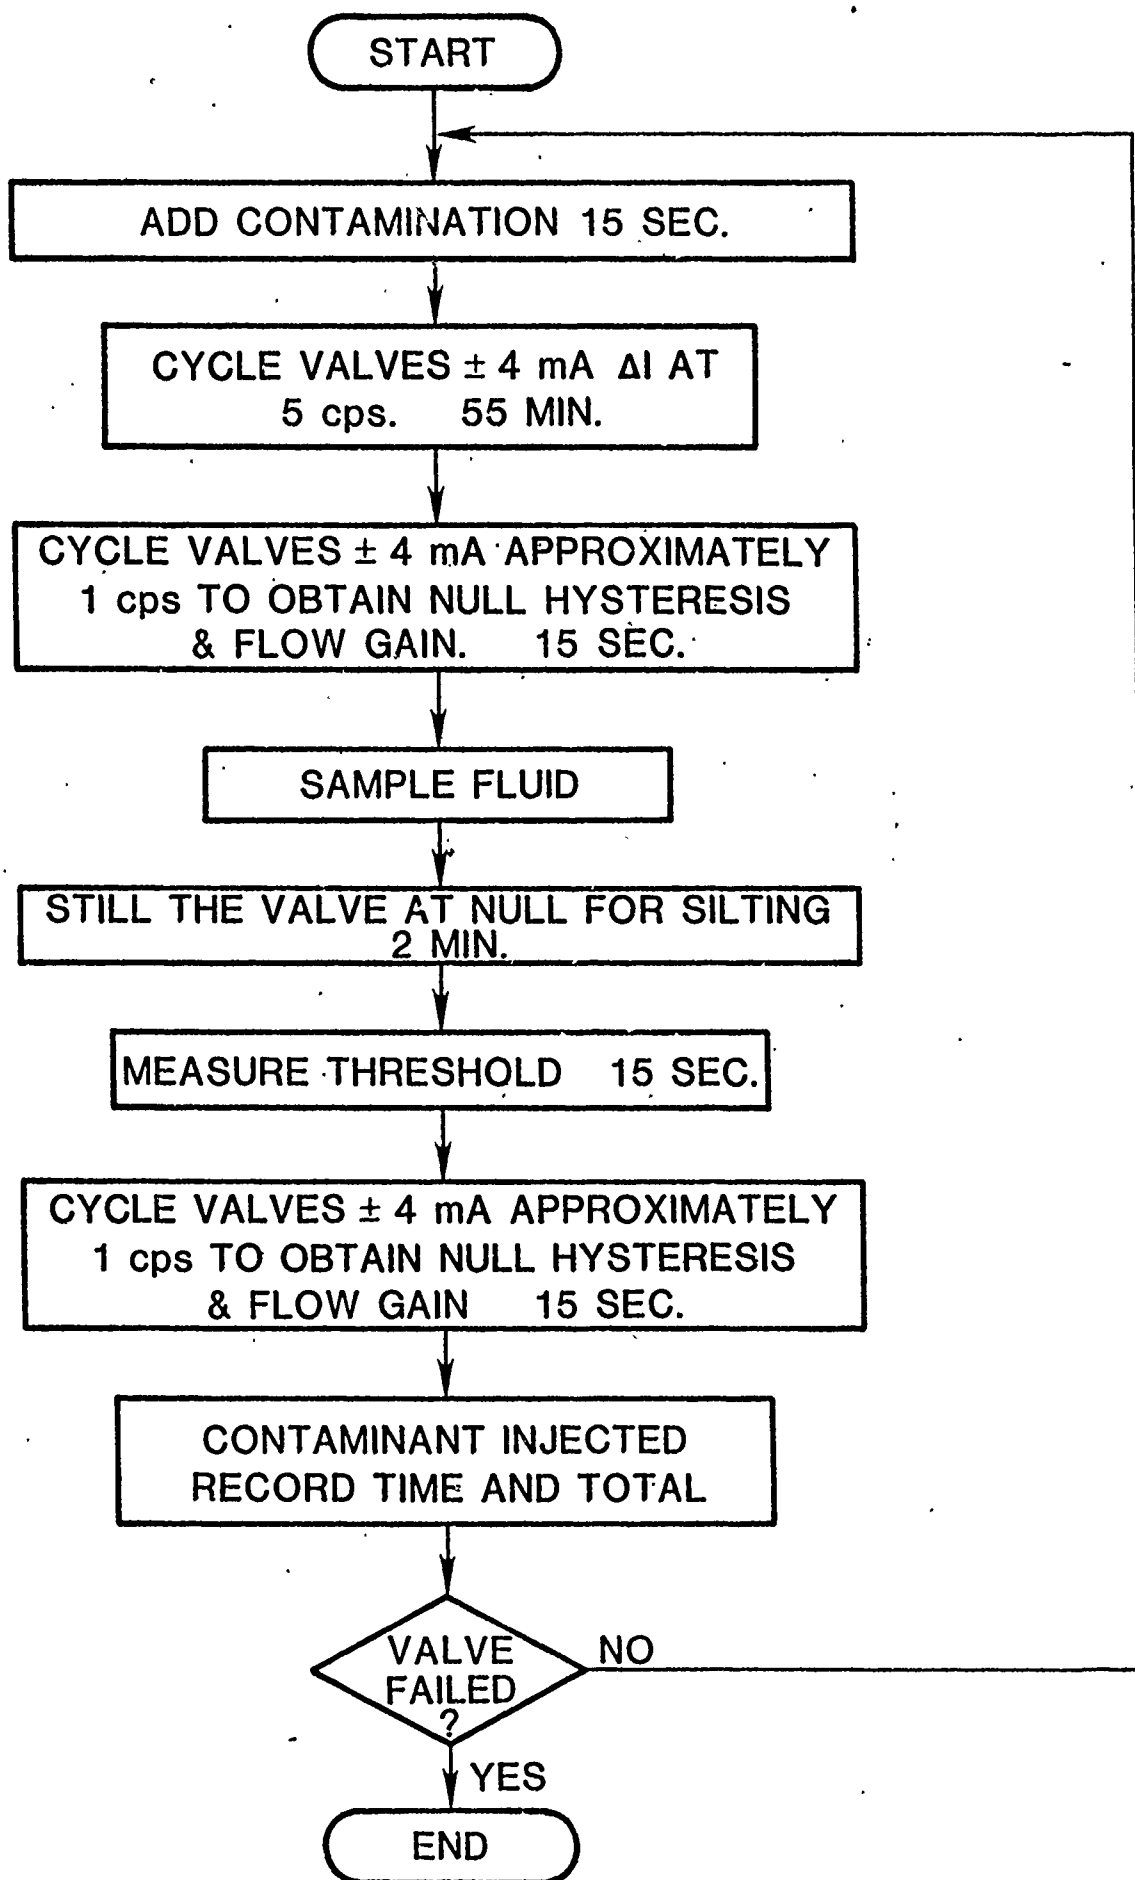 START
ADD CONTAMINATION 15 SEC.
CYCLE VALVES ± 4 mA ΔI AT
5 cps. 55 MIN.
CYCLE VALVES ± 4 mA APPROXIMATELY
1 cps TO OBTAIN NULL HYSTERESIS
& FLOW GAIN. 15 SEC.
SAMPLE FLUID
STILL THE VALVE AT NULL FOR SILTING
2 MIN.
MEASURE THRESHOLD 15 SEC.
CYCLE VALVES ± 4 mA APPROXIMATELY
1 cps TO OBTAIN NULL HYSTERESIS
& FLOW GAIN 15 SEC.
CONTAMINANT INJECTED
RECORD TIME AND TOTAL
VALVE
FAILED
?
NO
YES
END